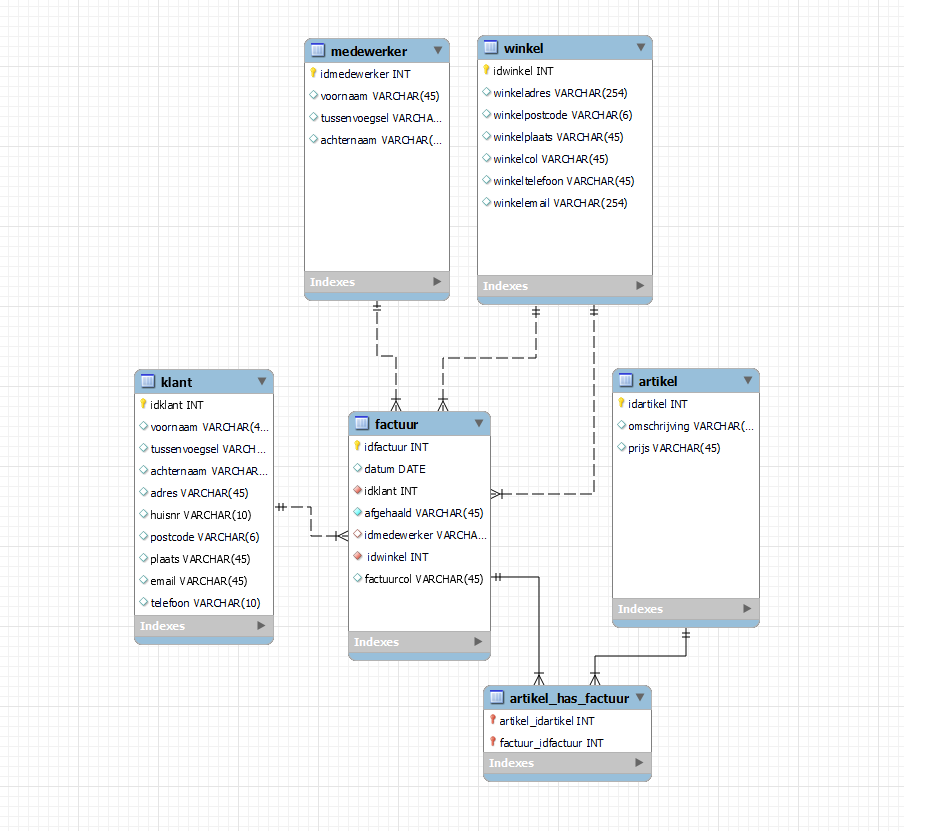 medewerker
idmedewerker INT
voornaam VARCHAR(45)
tussenvoegsel VARCHA...
achternaam VARCHAR(...
Indexes
winkel
idwinkel INT
winkeladres VARCHAR(254)
winkelpostcode VARCHAR(6)
winkelplaats VARCHAR(45)
winkelcol VARCHAR(45)
winkeltelefoon VARCHAR(45)
winkelemail VARCHAR(254)
Indexes
klant
idklant INT
voornaam VARCHAR(4...
tussenvoegsel VARCH...
achternaam VARCHAR...
adres VARCHAR(45)
huisnr VARCHAR(10)
postcode VARCHAR(6)
plaats VARCHAR(45)
email VARCHAR(45)
telefoon VARCHAR(10)
Indexes
factuur
idfactuur INT
datum DATE
idklant INT
afgehaald VARCHAR(45)
idmedewerker VARCHA...
idwinkel INT
factuurcol VARCHAR(45)
Indexes
artikel
idartikel INT
omschrijving VARCHAR(...
prijs VARCHAR(45)
Indexes
artikel_has_factuur
artikel_idartikel INT
factuur_idfactuur INT
Indexes